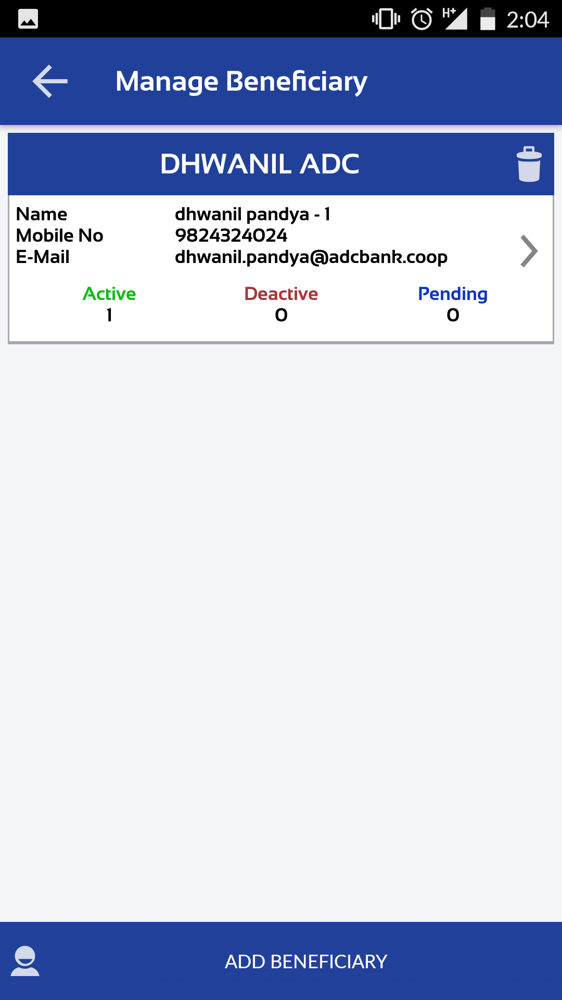 H+ 2:04
Manage Beneficiary
DHWANIL ADC
Name dhwanil pandya - 1
Mobile No 9824324024
E-Mail dhwanil.pandya@adcbank.coop
Active Deactive Pending
1 0 0
ADD BENEFICIARY